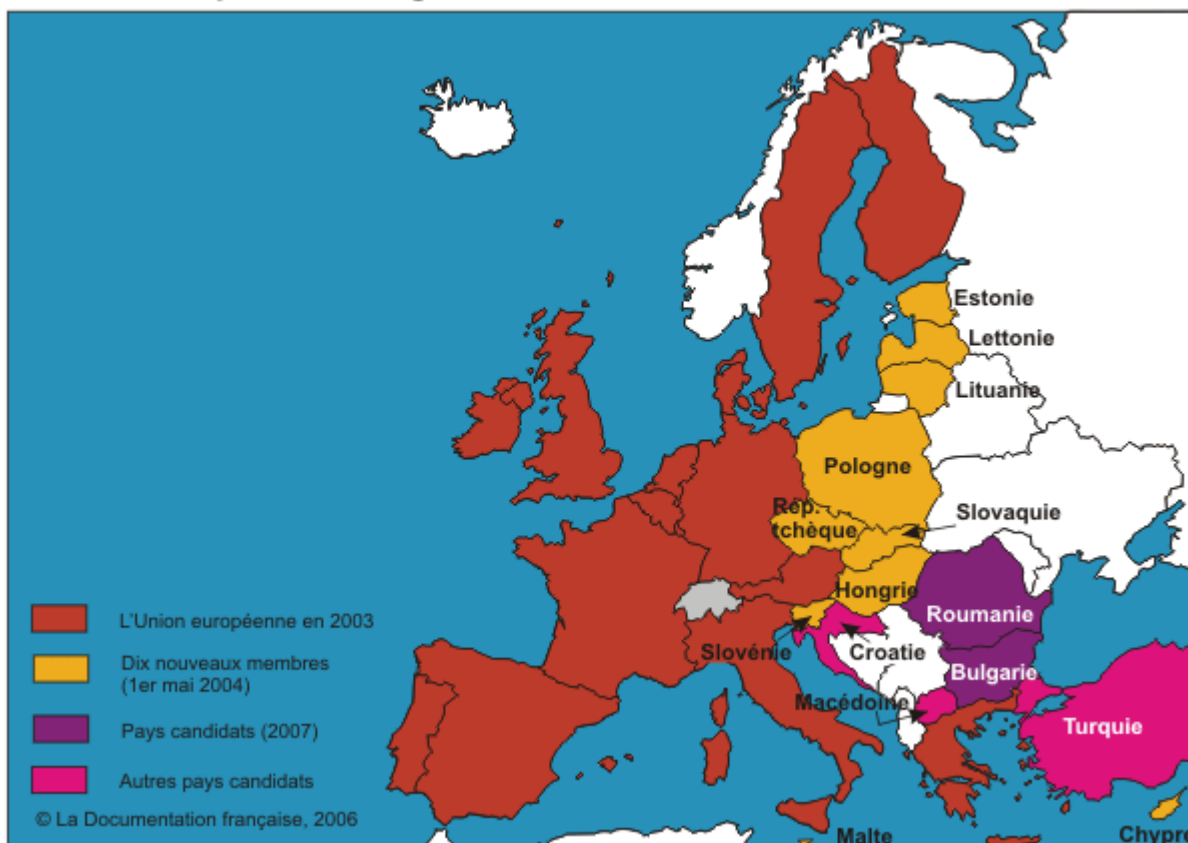 Estonie
Lettonie
Lituanie
Pologne
Rép.
tchèque
Slovaquie
Hongrie
Roumanie
Slovénie
Croatie
Bulgarie
Macédoine
Turquie
Malte
Chypre
L'Union européenne en 2003
Dix nouveaux membres
(1er mai 2004)
Pays candidats (2007)
Autres pays candidats
© La Documentation française, 2006